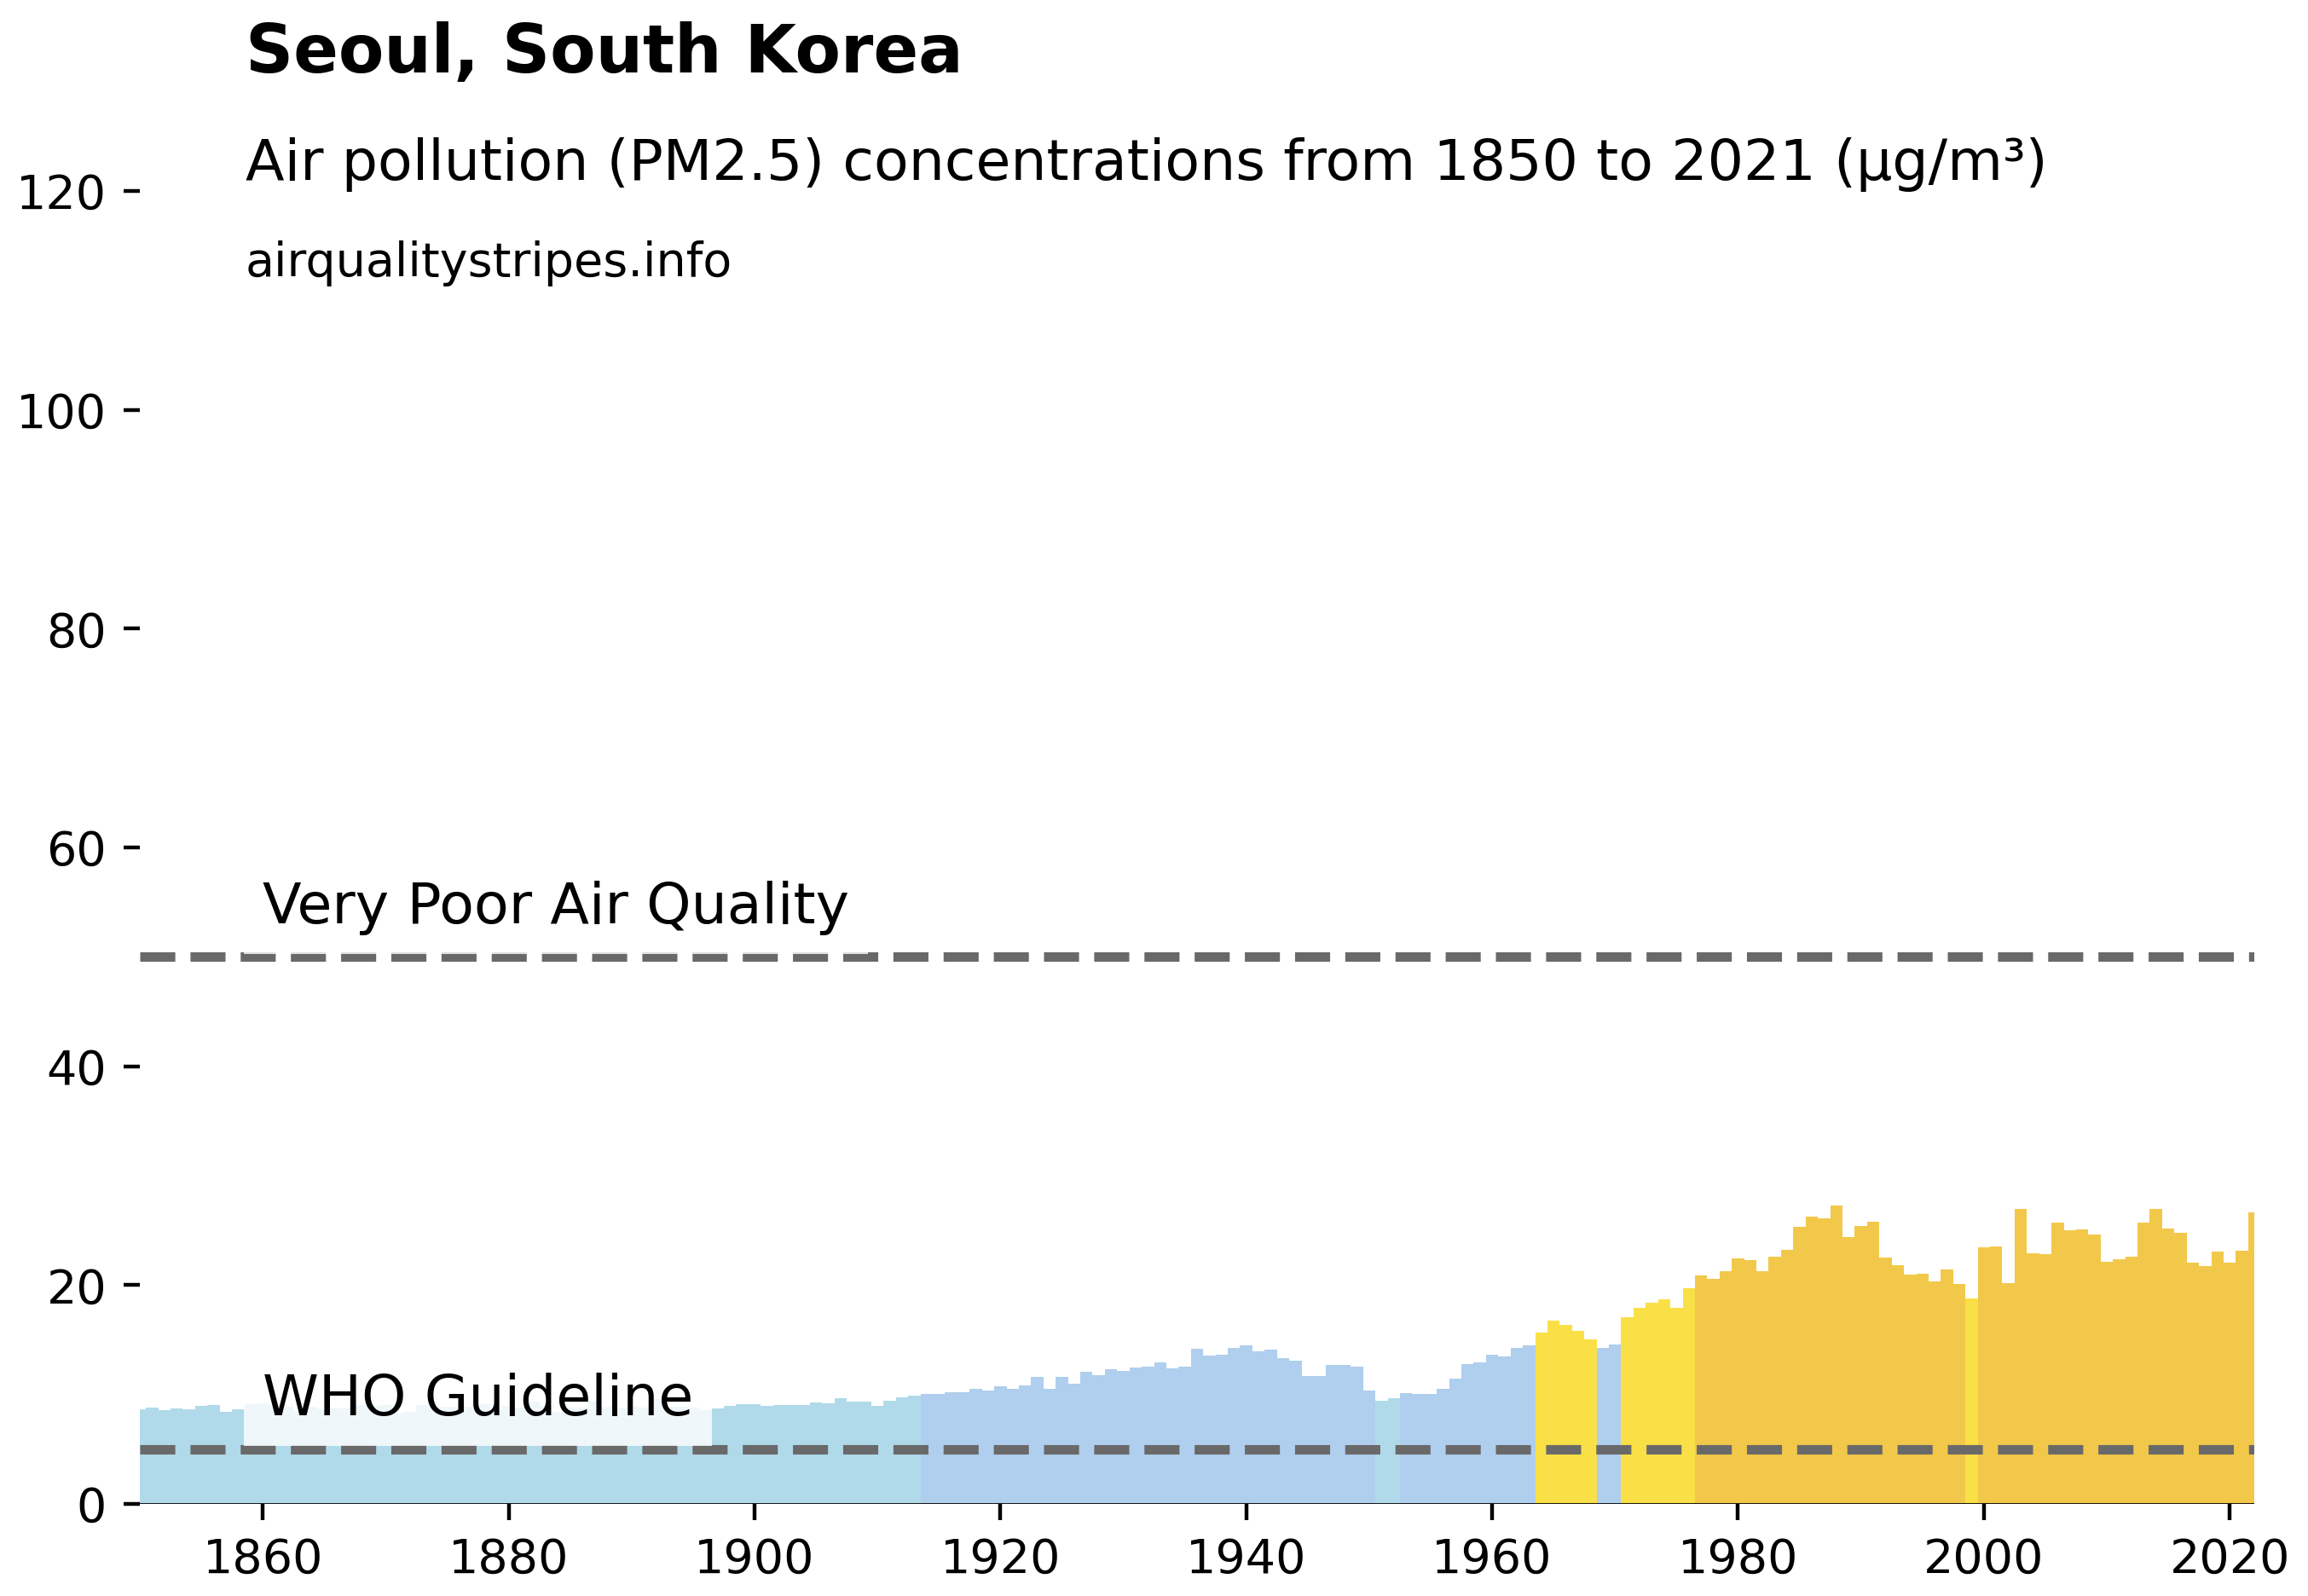 Seoul, South Korea
Air pollution (PM2.5) concentrations from 1850 to 2021 (µg/m³)
120
airqualitystripes.info
100
80
60
Very Poor Air Quality
40
20
WHO Guideline
0
1860 1880 1900 1920 1940 1960 1980 2000 2020